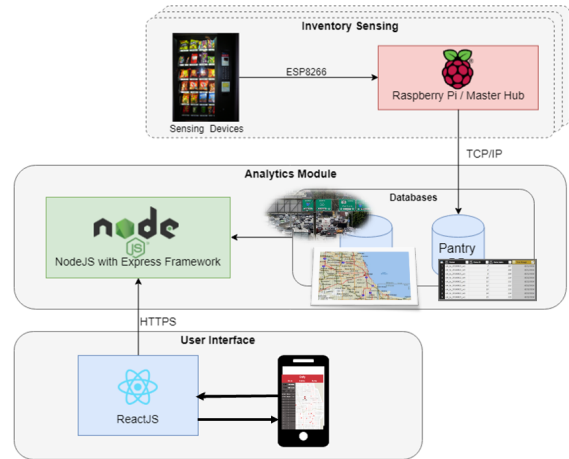 Inventory Sensing
ESP8266
Raspberry Pi / Master Hub
Sensing Devices
TCP/IP
Analytics Module
Databases
node
JS
NodeJS with Express Framework
Pantry
HTTPS
User Interface
ReactJS